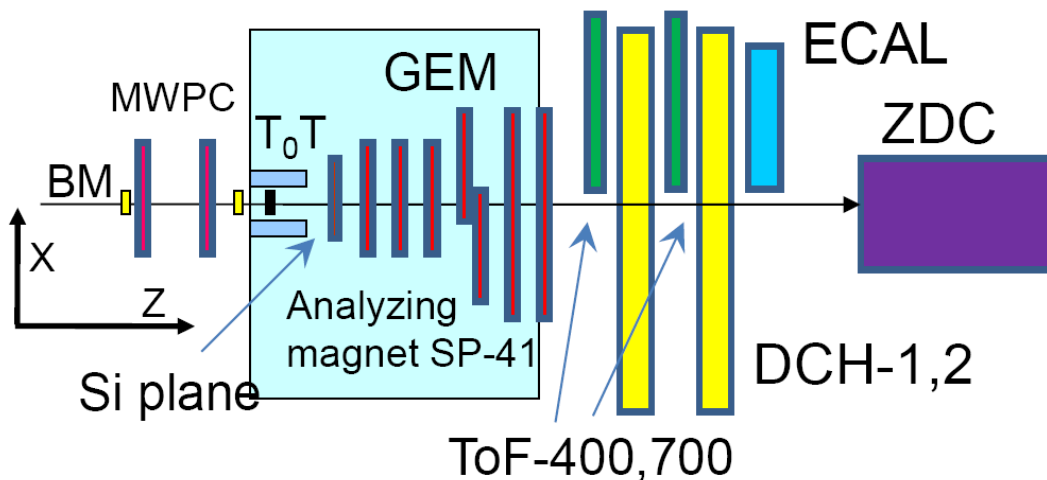 ECAL
GEM
MWPC
ZDC
T₀T
BM
X
Z
Analyzing
magnet SP-41
Si plane
DCH-1,2
ToF-400,700